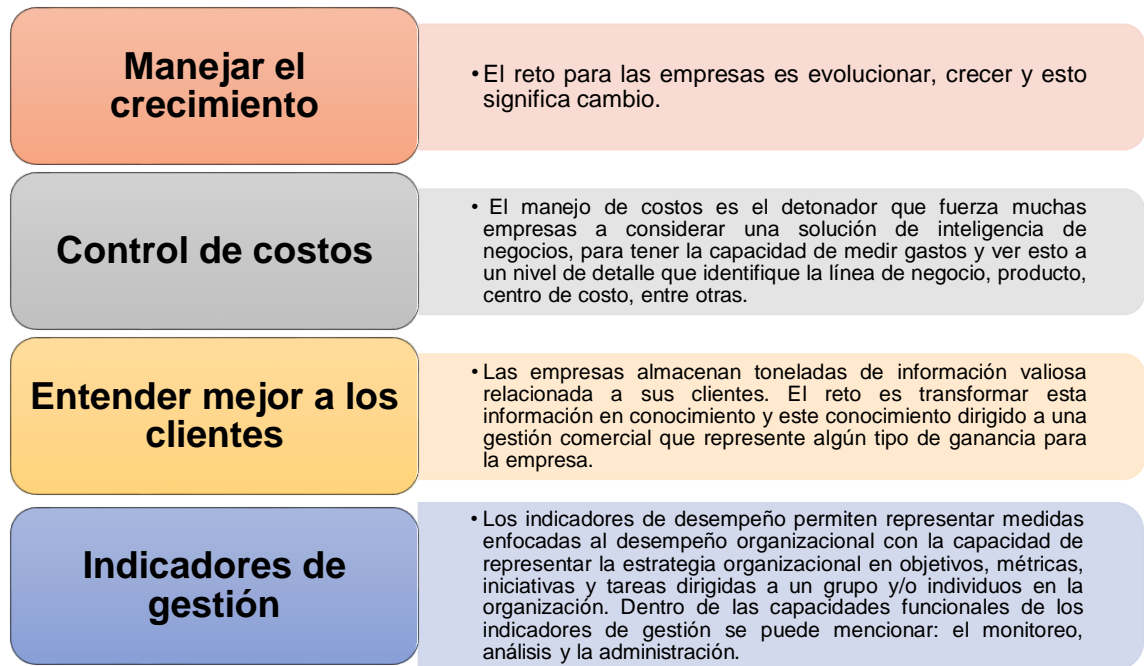 Manejar el
crecimiento
• El reto para las empresas es evolucionar, crecer y esto
significa cambio.
Control de costos
• El manejo de costos es el detonador que fuerza muchas
empresas a considerar una solución de inteligencia de
negocios, para tener la capacidad de medir gastos y ver esto a
un nivel de detalle que identifique la línea de negocio, producto,
centro de costo, entre otras.
Entender mejor a los
clientes
• Las empresas almacenan toneladas de información valiosa
relacionada a sus clientes. El reto es transformar esta
información en conocimiento y este conocimiento dirigido a una
gestión comercial que represente algún tipo de ganancia para
la empresa.
Indicadores de
gestión
• Los indicadores de desempeño permiten representar medidas
enfocadas al desempeño organizacional con la capacidad de
representar la estrategia organizacional en objetivos, métricas,
iniciativas y tareas dirigidas a un grupo y/o individuos en la
organización. Dentro de las capacidades funcionales de los
indicadores de gestión se puede mencionar: el monitoreo,
análisis y la administración.